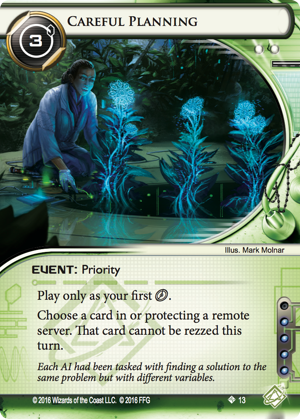 3
CAREFUL PLANNING
Illus. Mark Molnar
EVENT: Priority
Play only as your first .
Choose a card in or protecting a remote
server. That card cannot be rezzed this
turn.
Each AI had been tasked with finding a solution to the
same problem but with different variables.
© 2016 Wizards of the Coast LLC. © 2016 FFG
13